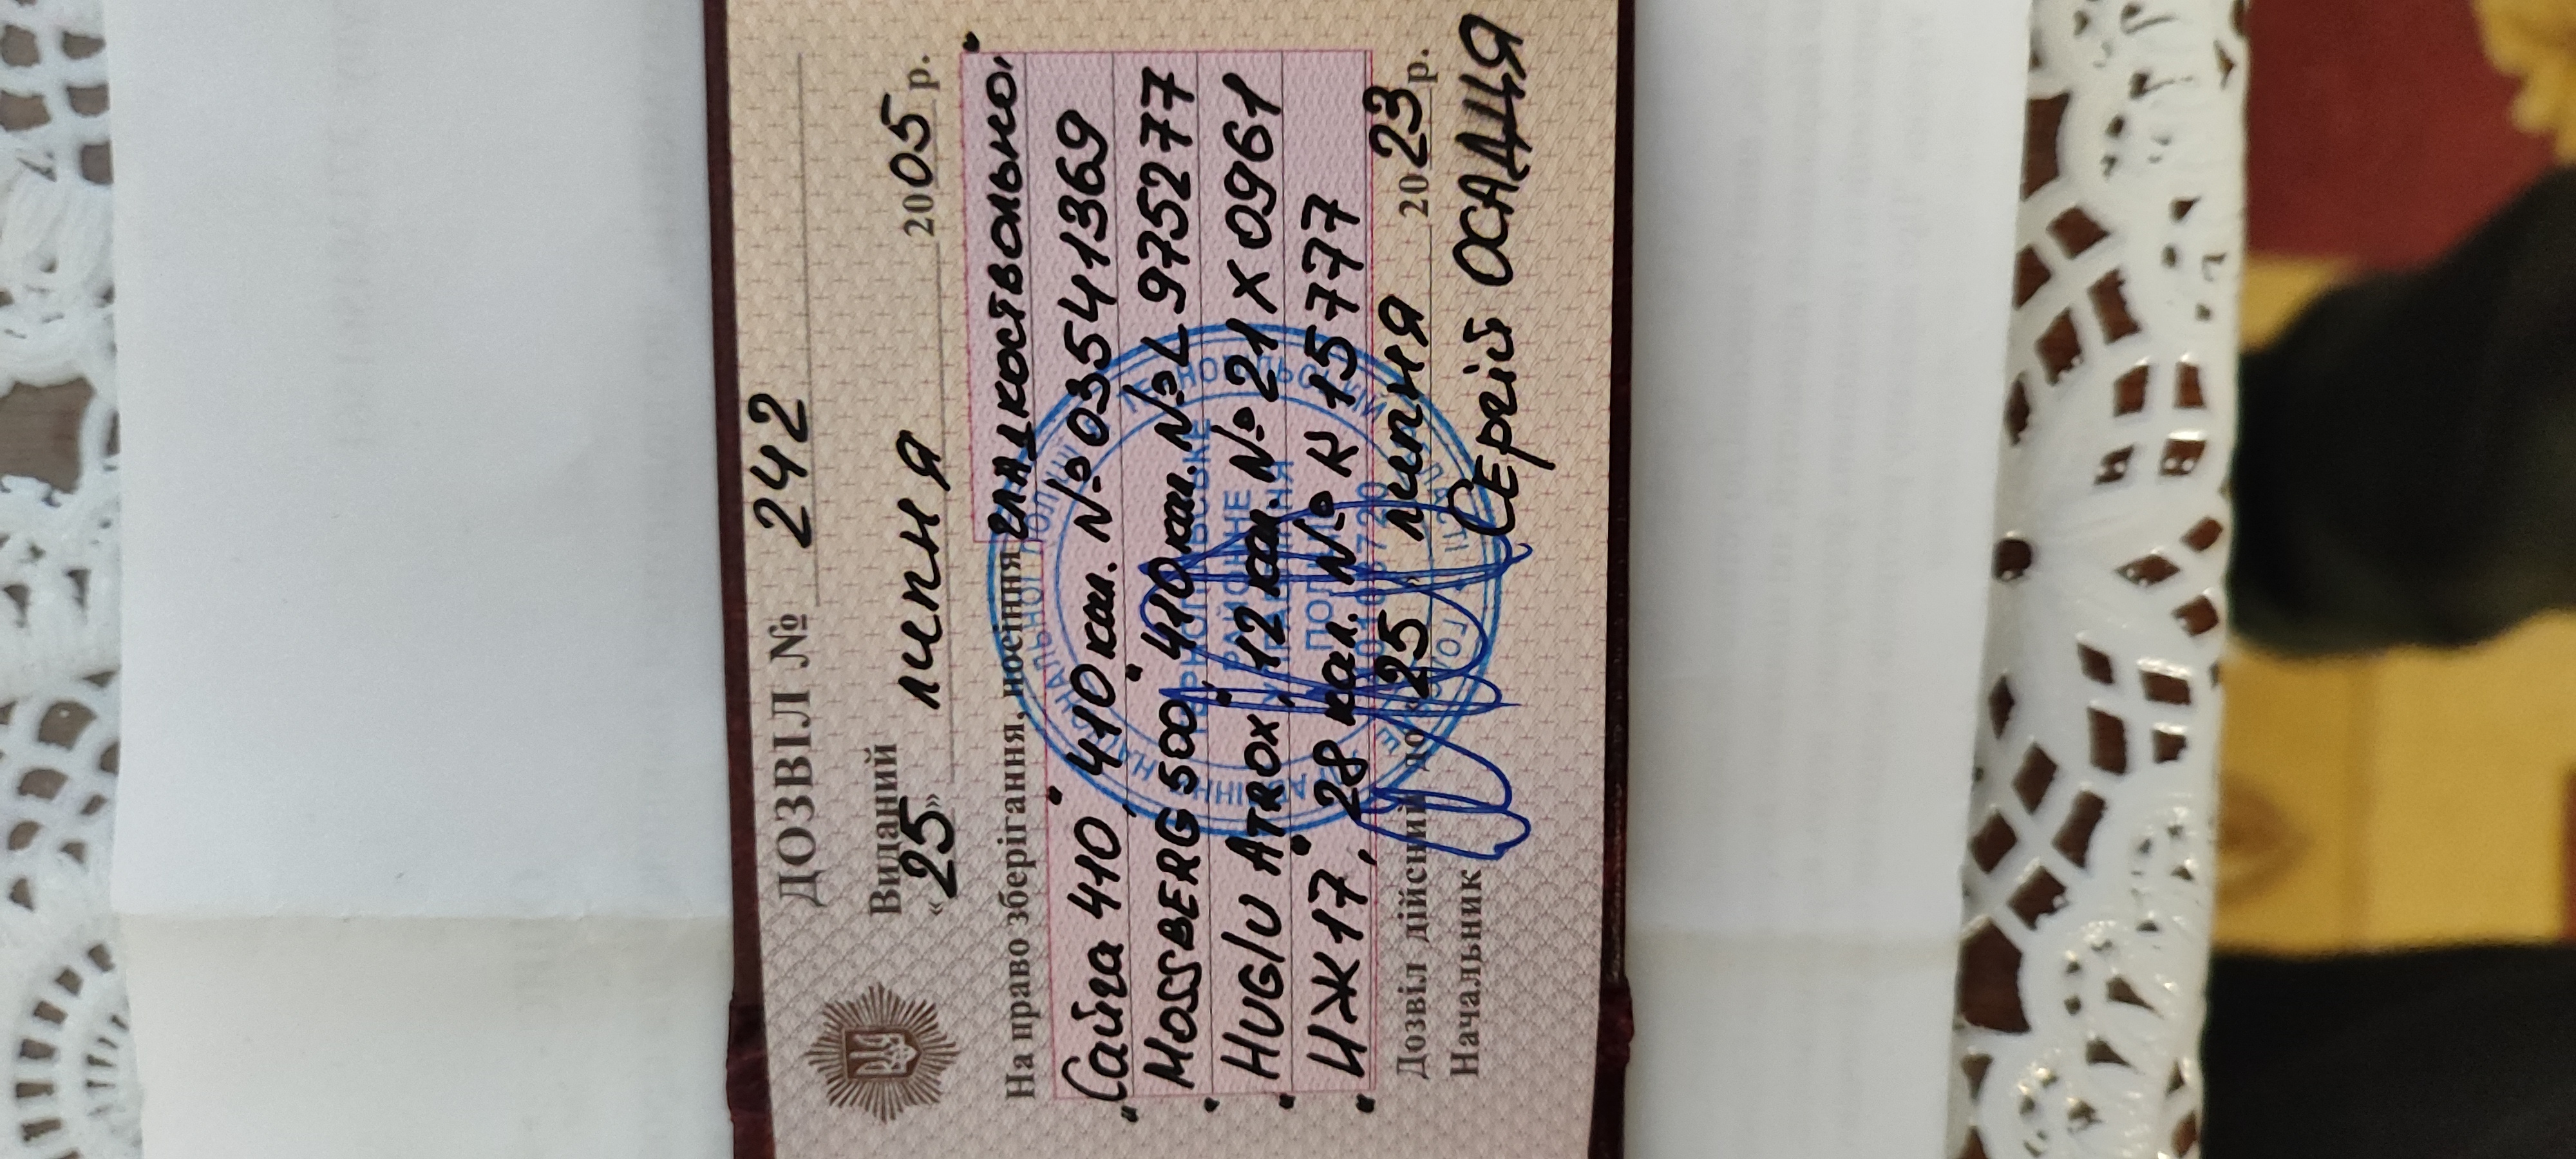 ДОЗВІЛ № 242
Виданий
«25» липня 2005 р.
На право зберігання, носіння гладкоствольної
"Сайга 410", 410 кал. № 03541369
"MOSSBERG 500", 410 кал. № L 975277
"HUGLU ATROX", 12 кал. № 21 X 0961
"ИЖ 17", 28 кал. № К 15777
Дозвіл дійсний до «25» липня 2023 р.
Начальник Сергій ОСАДЦЯ